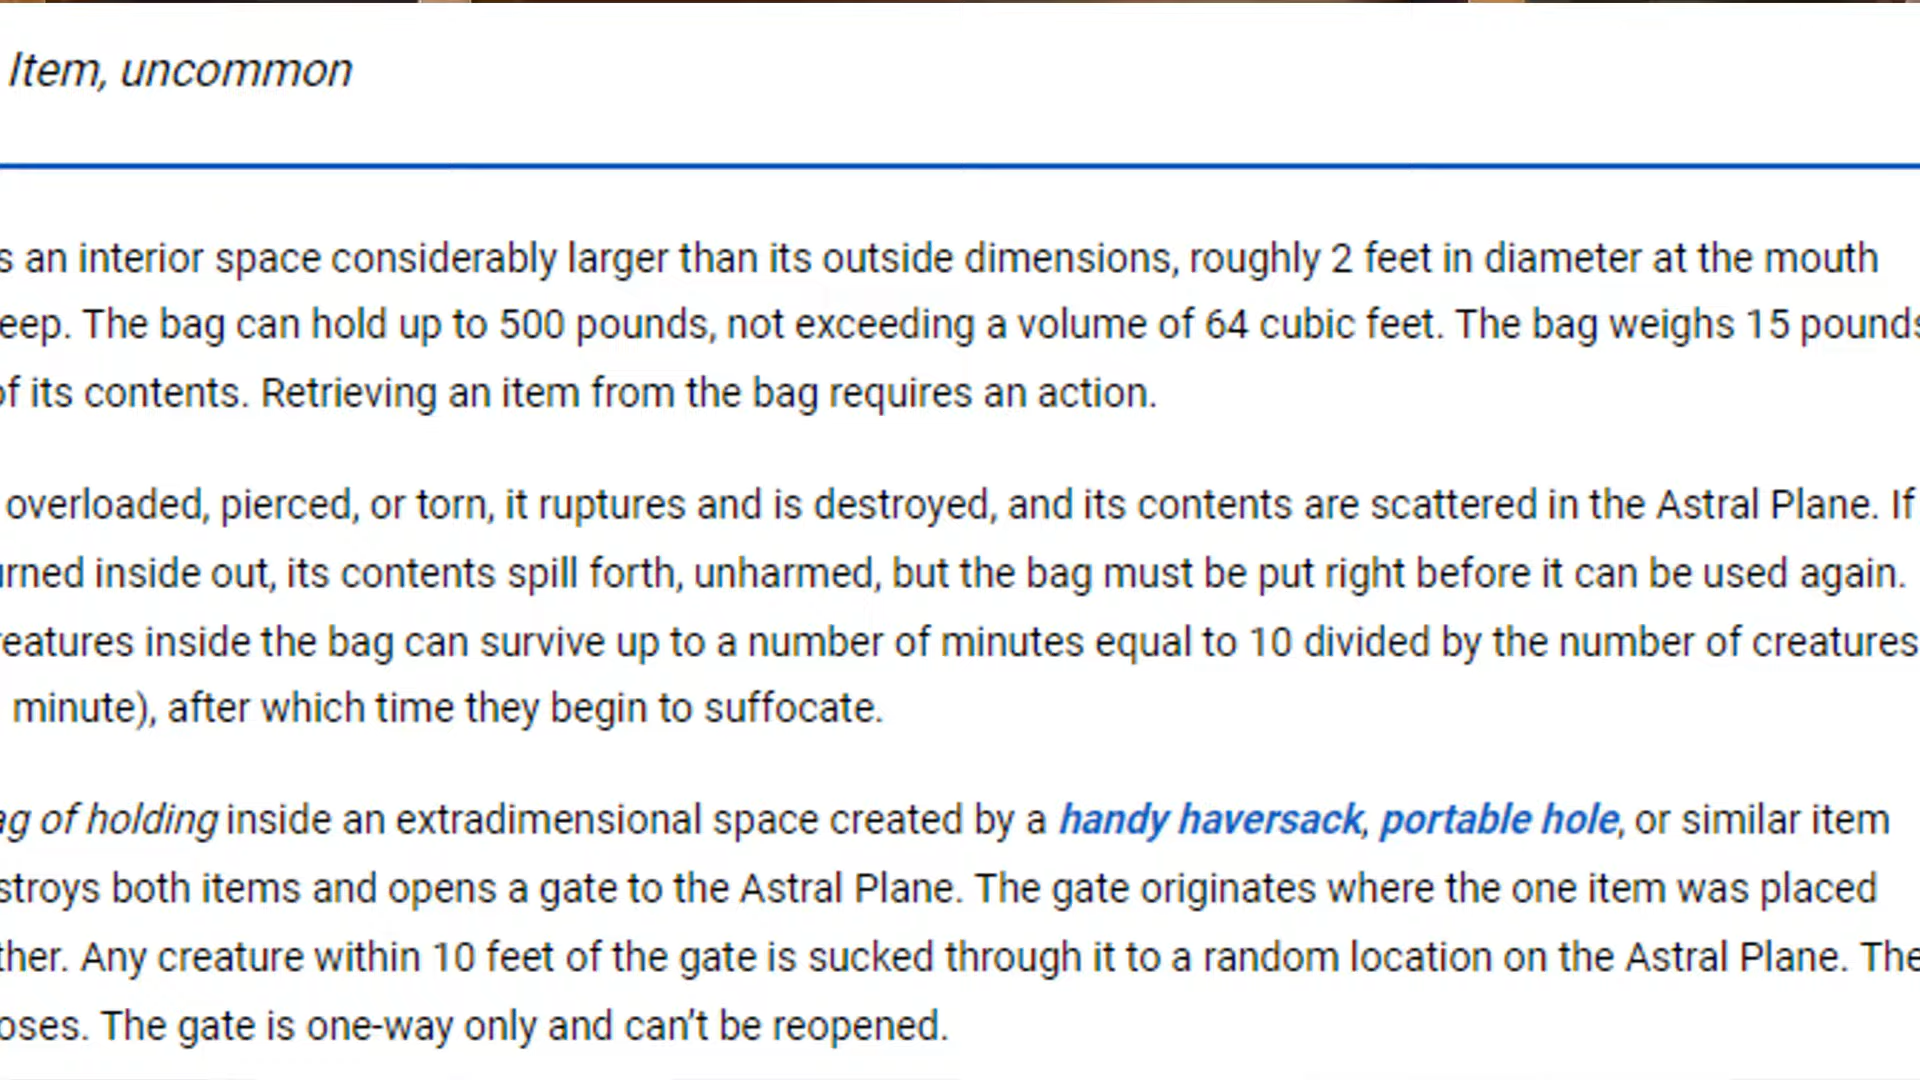 Item, uncommon
s an interior space considerably larger than its outside dimensions, roughly 2 feet in diameter at the mouth
eep. The bag can hold up to 500 pounds, not exceeding a volume of 64 cubic feet. The bag weighs 15 pounds
of its contents. Retrieving an item from the bag requires an action.
overloaded, pierced, or torn, it ruptures and is destroyed, and its contents are scattered in the Astral Plane. If
urned inside out, its contents spill forth, unharmed, but the bag must be put right before it can be used again.
reatures inside the bag can survive up to a number of minutes equal to 10 divided by the number of creatures
minute), after which time they begin to suffocate.
ag of holding inside an extradimensional space created by a handy haversack, portable hole, or similar item
stroys both items and opens a gate to the Astral Plane. The gate originates where the one item was placed
ther. Any creature within 10 feet of the gate is sucked through it to a random location on the Astral Plane. The
oses. The gate is one-way only and can't be reopened.